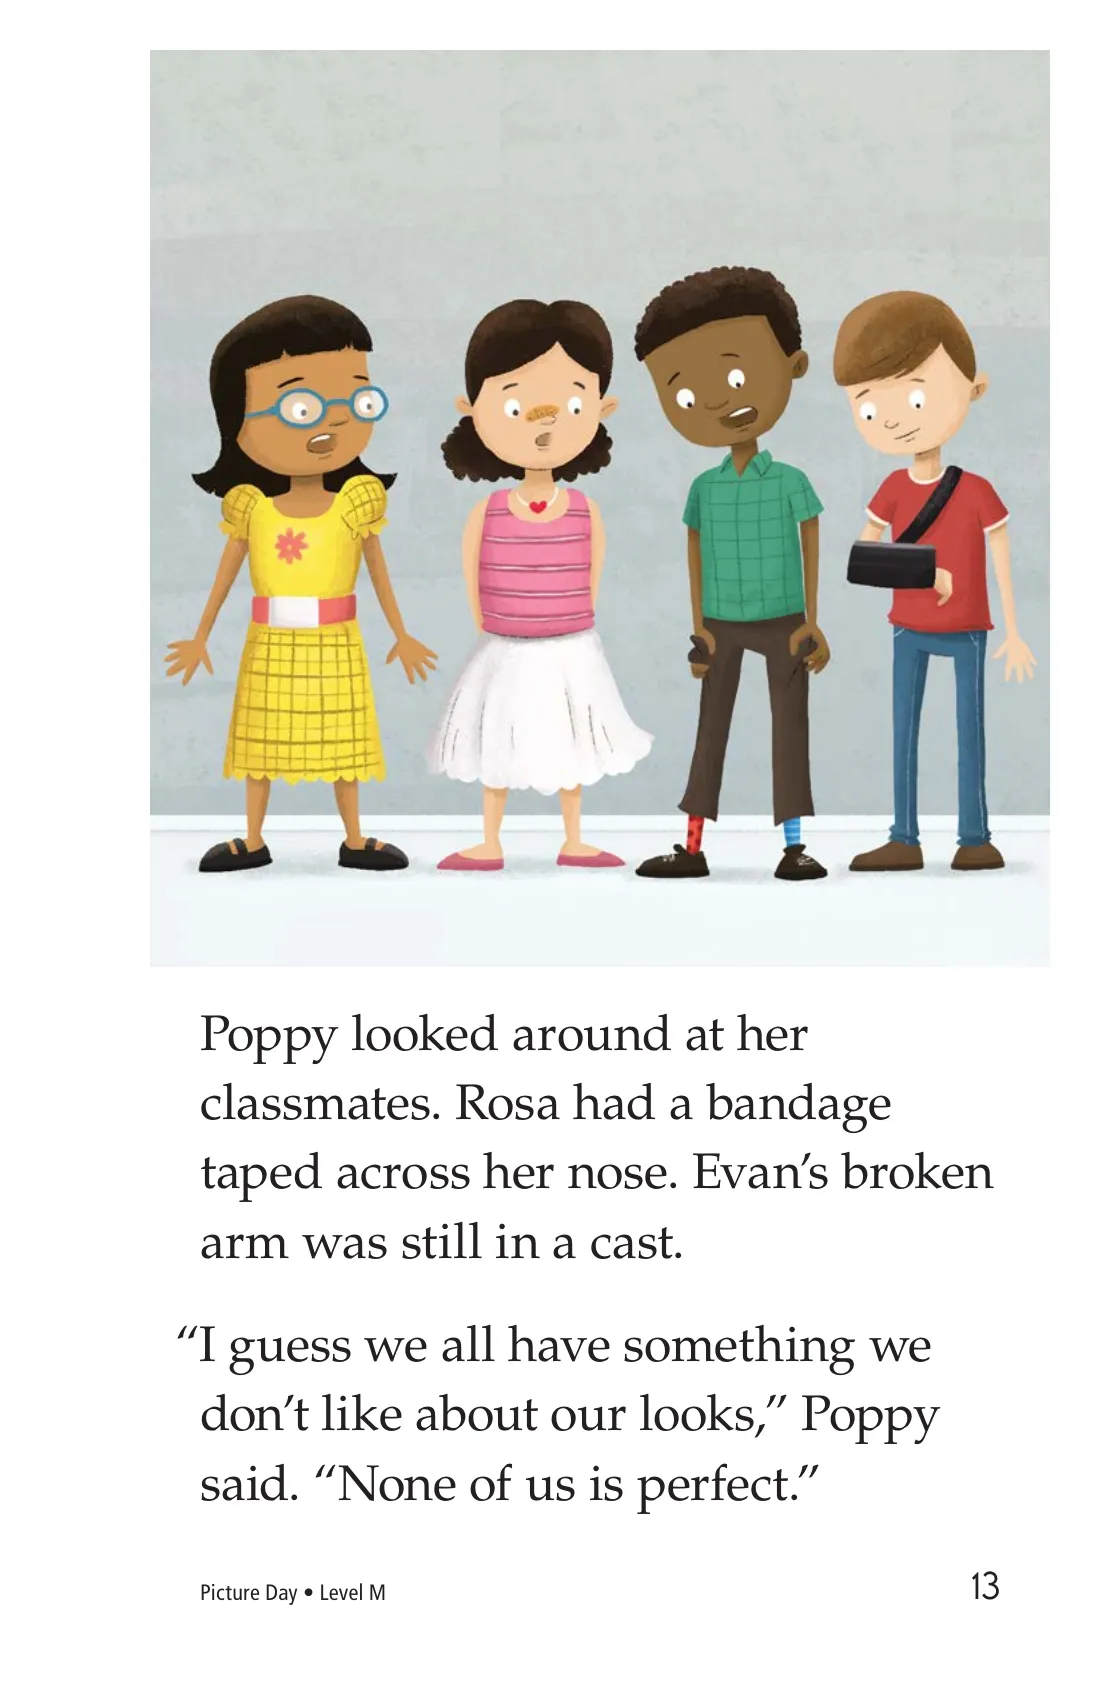 Poppy looked around at her
classmates. Rosa had a bandage
taped across her nose. Evan’s broken
arm was still in a cast.
“I guess we all have something we
don’t like about our looks,” Poppy
said. “None of us is perfect.”
Picture Day • Level M
13